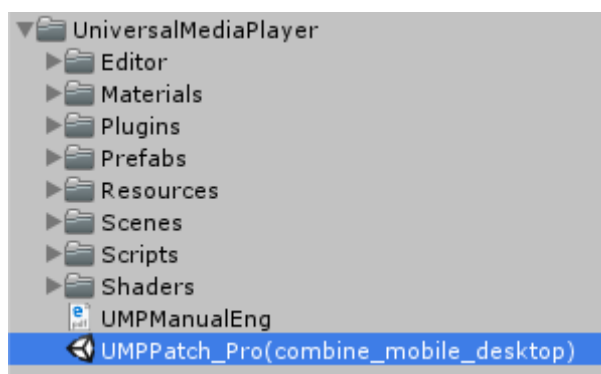 UniversalMediaPlayer
Editor
Materials
Plugins
Prefabs
Resources
Scenes
Scripts
Shaders
UMPManualEng
UMPPatch_Pro(combine_mobile_desktop)